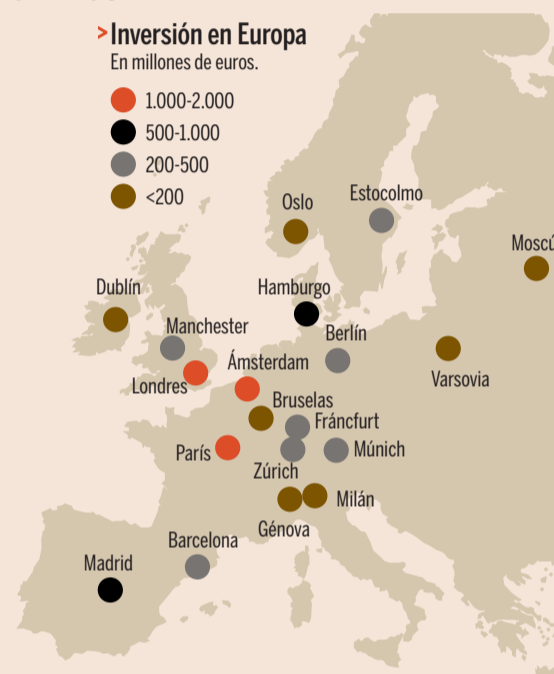 >Inversión en Europa
En millones de euros.
1.000-2.000
500-1.000
200-500
<200
Oslo
Estocolmo
Moscú
Dublín
Hamburgo
Manchester
Berlín
Ámsterdam
Londres
Varsovia
Bruselas
Fráncfurt
París
Múnich
Zúrich
Milán
Génova
Barcelona
Madrid